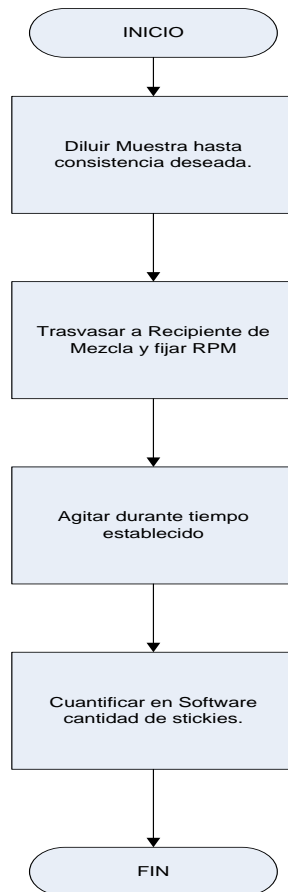 INICIO
Diluir Muestra hasta
consistencia deseada.
Trasvasar a Recipiente de
Mezcla y fijar RPM
Agitar durante tiempo
establecido
Cuantificar en Software
cantidad de stickies.
FIN